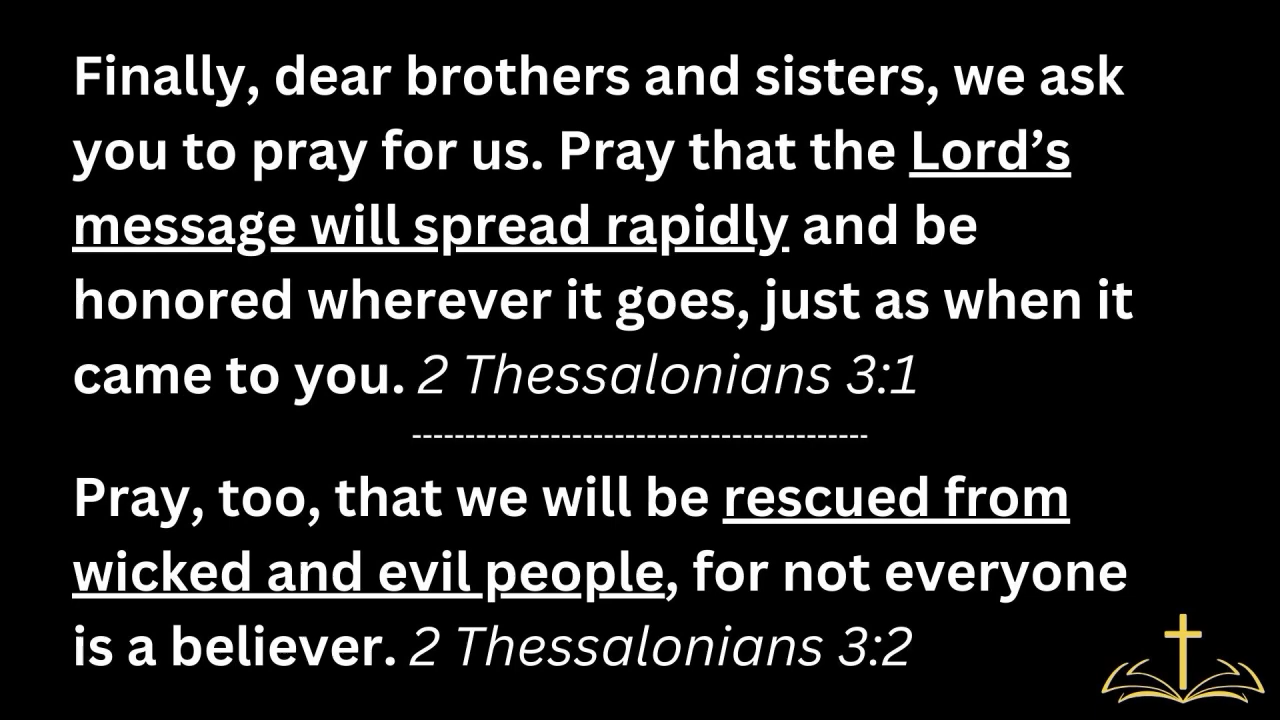 Finally, dear brothers and sisters, we ask
you to pray for us. Pray that the Lord’s
message will spread rapidly and be
honored wherever it goes, just as when it
came to you. 2 Thessalonians 3:1
-------------------------------------------
Pray, too, that we will be rescued from
wicked and evil people, for not everyone
is a believer. 2 Thessalonians 3:2